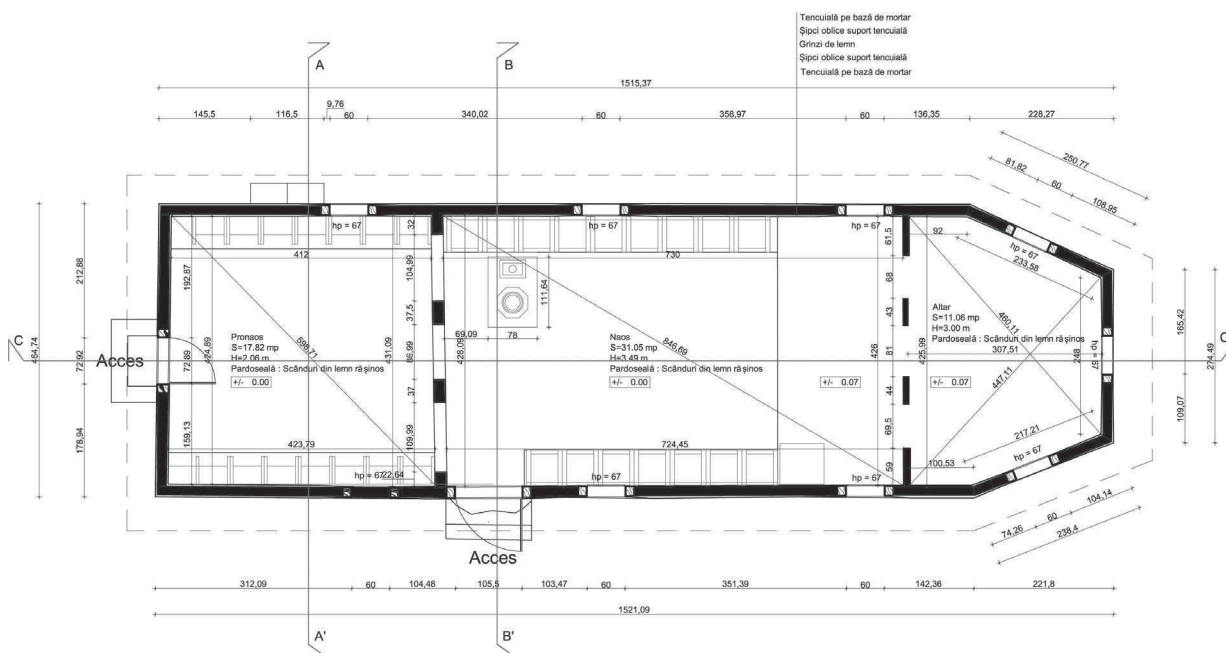 Tencuială pe bază de mortar
Șipci oblice suport tencuială
Grinzi de lemn
Șipci oblice suport tencuială
Tencuială pe bază de mortar
A
B
1515,37
145,5
116,5
9,76
60
340,02
60
358,97
60
136,35
228,27
250,77
81,82
60
108,95
hp = 67
hp = 67
hp = 67
hp = 67
32
61,5
92
412
730
233,58
212,88
192,87
104,99
68
111,64
37,5
43
460,11
165,42
69,09
78
Pronaos
S=17.82 mp
H=2.06 m
Pardoseală : Scânduri din lemn rășinos
+/- 0.00
Naos
S=31.05 mp
H=3.49 m
Pardoseală : Scânduri din lemn rășinos
+/- 0.00
+/- 0.07
Altar
S=11.06 mp
H=3.00 m
Pardoseală : Scânduri din lemn rășinos
307,51
+/- 0.07
C
Acces
464,74
72,92
72,89
424,89
598,71
431,09
86,99
428,09
846,69
426
81
425,99
248
hp = 67
274,49
C'
447,11
37
44
109,07
178,94
159,13
109,99
69,5
217,21
423,79
724,45
59
100,53
hp = 67
22,64
hp = 67
hp = 67
hp = 67
Acces
74,26
60
104,14
238,4
312,09
60
104,48
105,5
103,47
60
351,39
60
142,36
221,8
1521,09
A'
B'